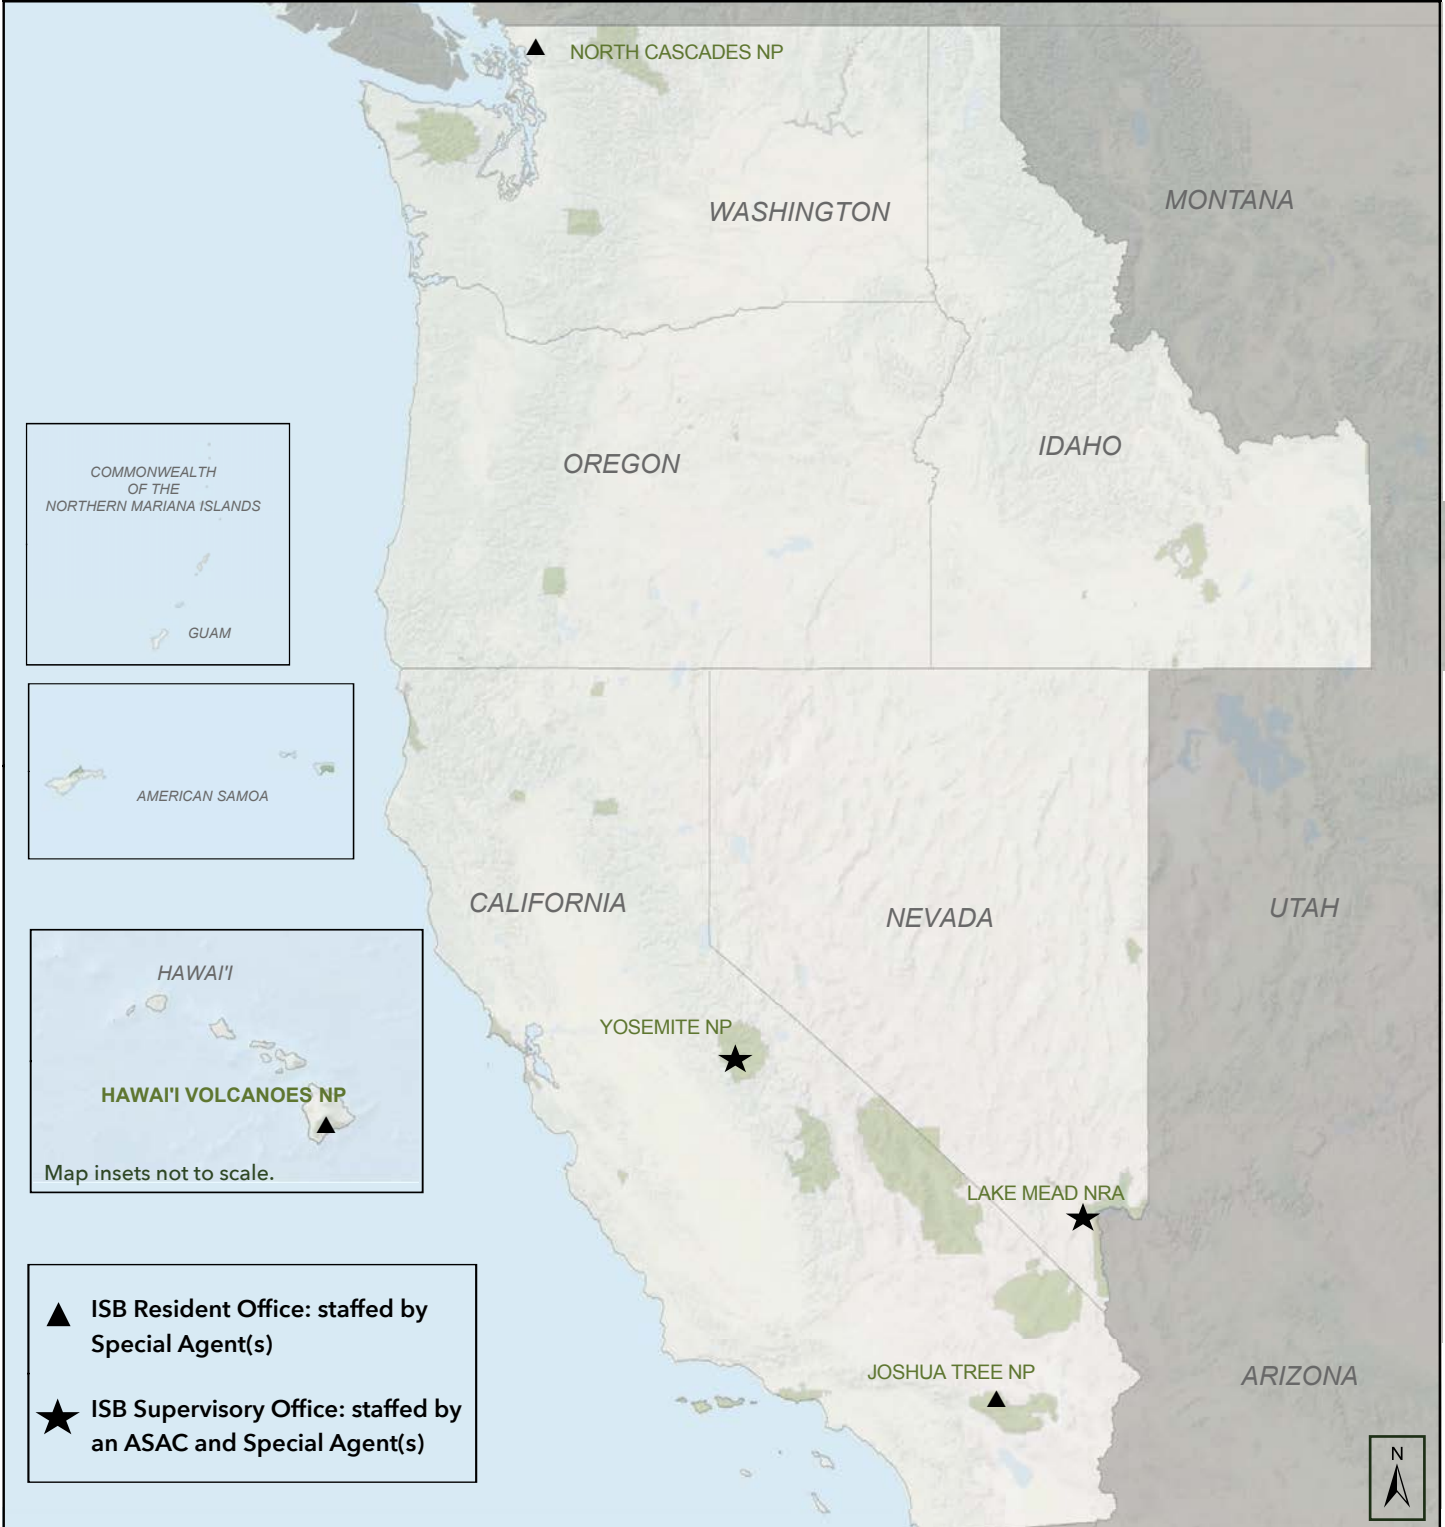 NORTH CASCADES NP
WASHINGTON
MONTANA
OREGON
IDAHO
COMMONWEALTH
OF THE
NORTHERN MARIANA ISLANDS
GUAM
AMERICAN SAMOA
CALIFORNIA
NEVADA
UTAH
HAWAI'I
YOSEMITE NP
HAWAI'I VOLCANOES NP
Map insets not to scale.
LAKE MEAD NRA
JOSHUA TREE NP
ARIZONA
ISB Resident Office: staffed by
Special Agent(s)
ISB Supervisory Office: staffed by
an ASAC and Special Agent(s)
N